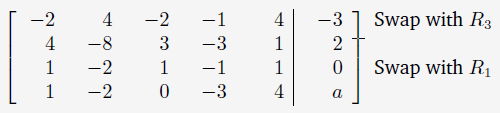 −2 4 −2 −1 4 −3 Swap with R3
4 −8 3 −3 1 2
1 −2 1 −1 1 0 Swap with R1
1 −2 0 −3 4 a